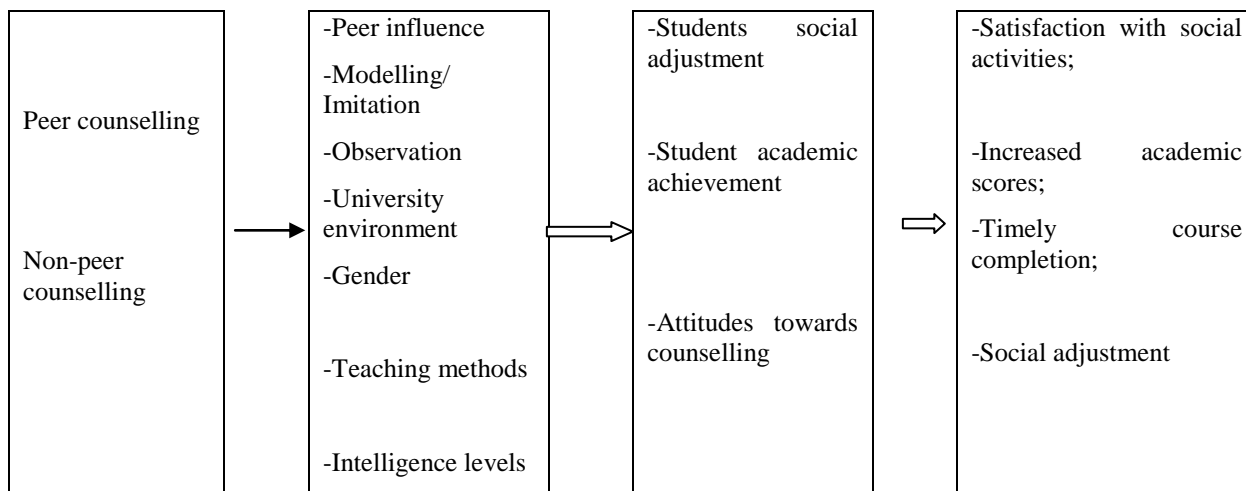 Peer counselling
Non-peer
counselling
-Peer influence
-Modelling/
Imitation
-Observation
-University
environment
-Gender
-Teaching methods
-Intelligence levels
-Students social
adjustment
-Student academic
achievement
-Attitudes towards
counselling
-Satisfaction with social
activities;
-Increased academic
scores;
-Timely course
completion;
-Social adjustment